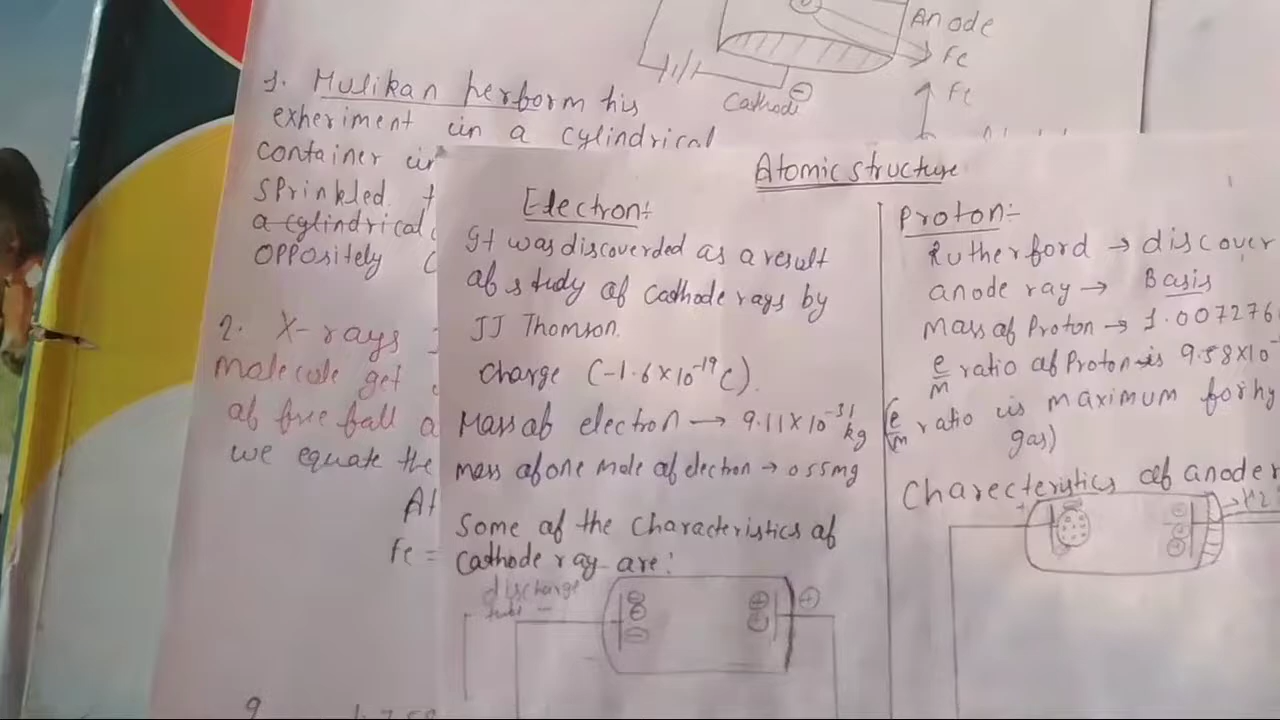 Anode
Fe
Fe
Cathode
1. Mulikan perform his
experiment in a cylindrical
container in
sprinkled.
a cylindrical
oppositely
2. X-rays
molecule get
of free fall a
we equate the
At
Fe =
Atomic structure
Electron:-
It was discoverded as a result
of study of Cathode rays by
JJ Thomson.
Charge (-1.6×10⁻¹⁹C).
Mass of electron → 9.11×10⁻³¹ kg
mass of one mole of electron → 0.55mg
Some of the characteristics of
Cathode ray are:
discharge
tube -
Proton:-
Rutherford → discover
anode ray → Basis
Mass of Proton → 1.007276
e/m ratio of Proton is 9.58×10⁻
(e/m ratio is maximum for hy
gas)
Charecterystics of anode r